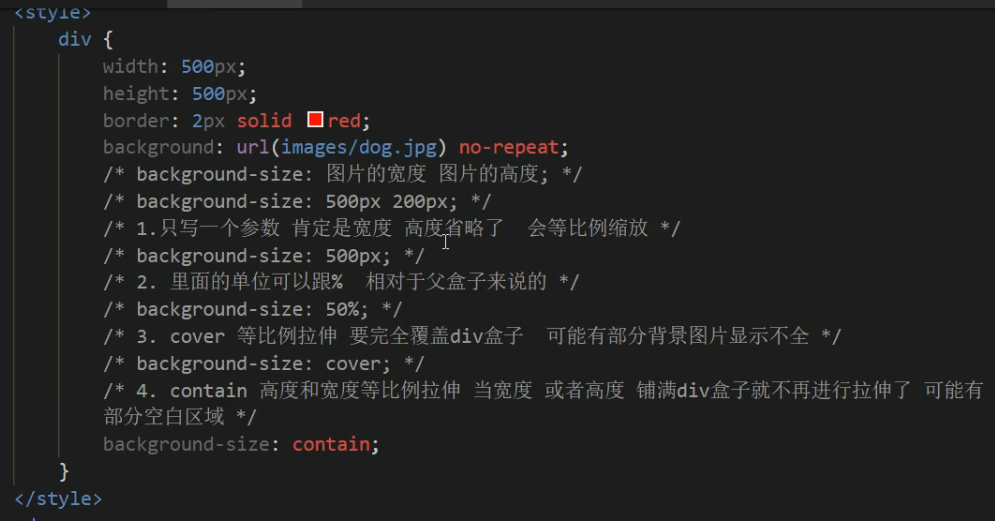 <style>
div {
width: 500px;
height: 500px;
border: 2px solid red;
background: url(images/dog.jpg) no-repeat;
/* background-size: 图片的宽度 图片的高度; */
/* background-size: 500px 200px; */
/* 1.只写一个参数 肯定是宽度 高度省略了 会等比例缩放 */
/* background-size: 500px; */
/* 2. 里面的单位可以跟% 相对于父盒子来说的 */
/* background-size: 50%; */
/* 3. cover 等比例拉伸 要完全覆盖div盒子 可能有部分背景图片显示不全 */
/* background-size: cover; */
/* 4. contain 高度和宽度等比例拉伸 当宽度 或者高度 铺满div盒子就不再进行拉伸了 可能有
部分空白区域 */
background-size: contain;
}
</style>